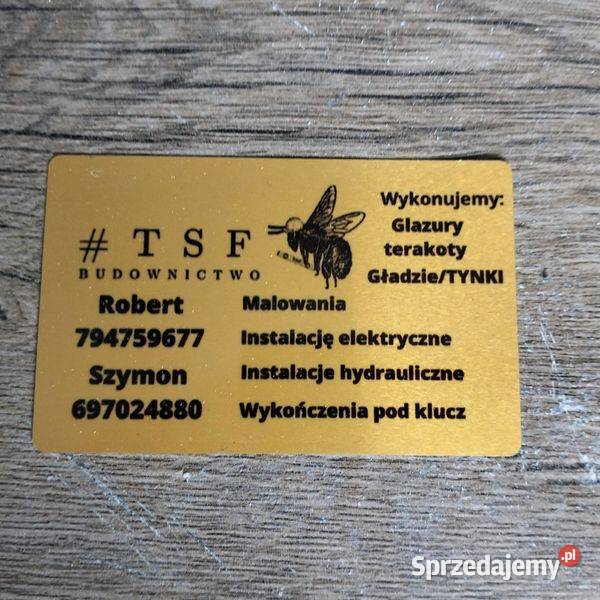 Wykonujemy:
Glazury
terakoty
Gładzie/TYNKI
# T S F
BUDOWNICTWO
Robert
794759677
Szymon
697024880
Malowania
Instalację elektryczne
Instalacje hydrauliczne
Wykończenia pod klucz
Sprzedajemy.pl